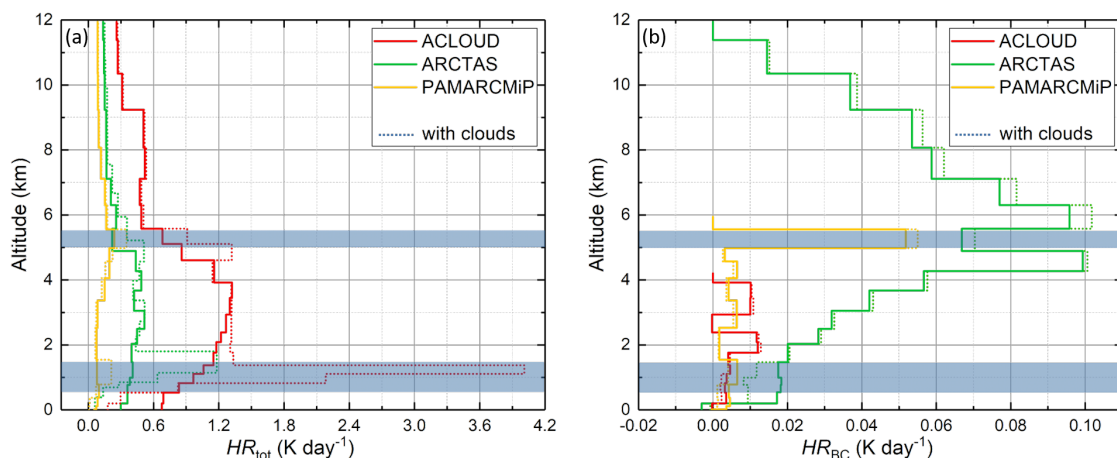 (a)
ACLOUD
ARCTAS
PAMARCMiP
with clouds
Altitude (km)
12
10
8
6
4
2
0
0.0 0.6 1.2 1.8 2.4 3.0 3.6 4.2
HR_tot (K day⁻¹)
(b)
ACLOUD
ARCTAS
PAMARCMiP
with clouds
Altitude (km)
12
10
8
6
4
2
0
-0.02 0.00 0.02 0.04 0.06 0.08 0.10
HR_BC (K day⁻¹)